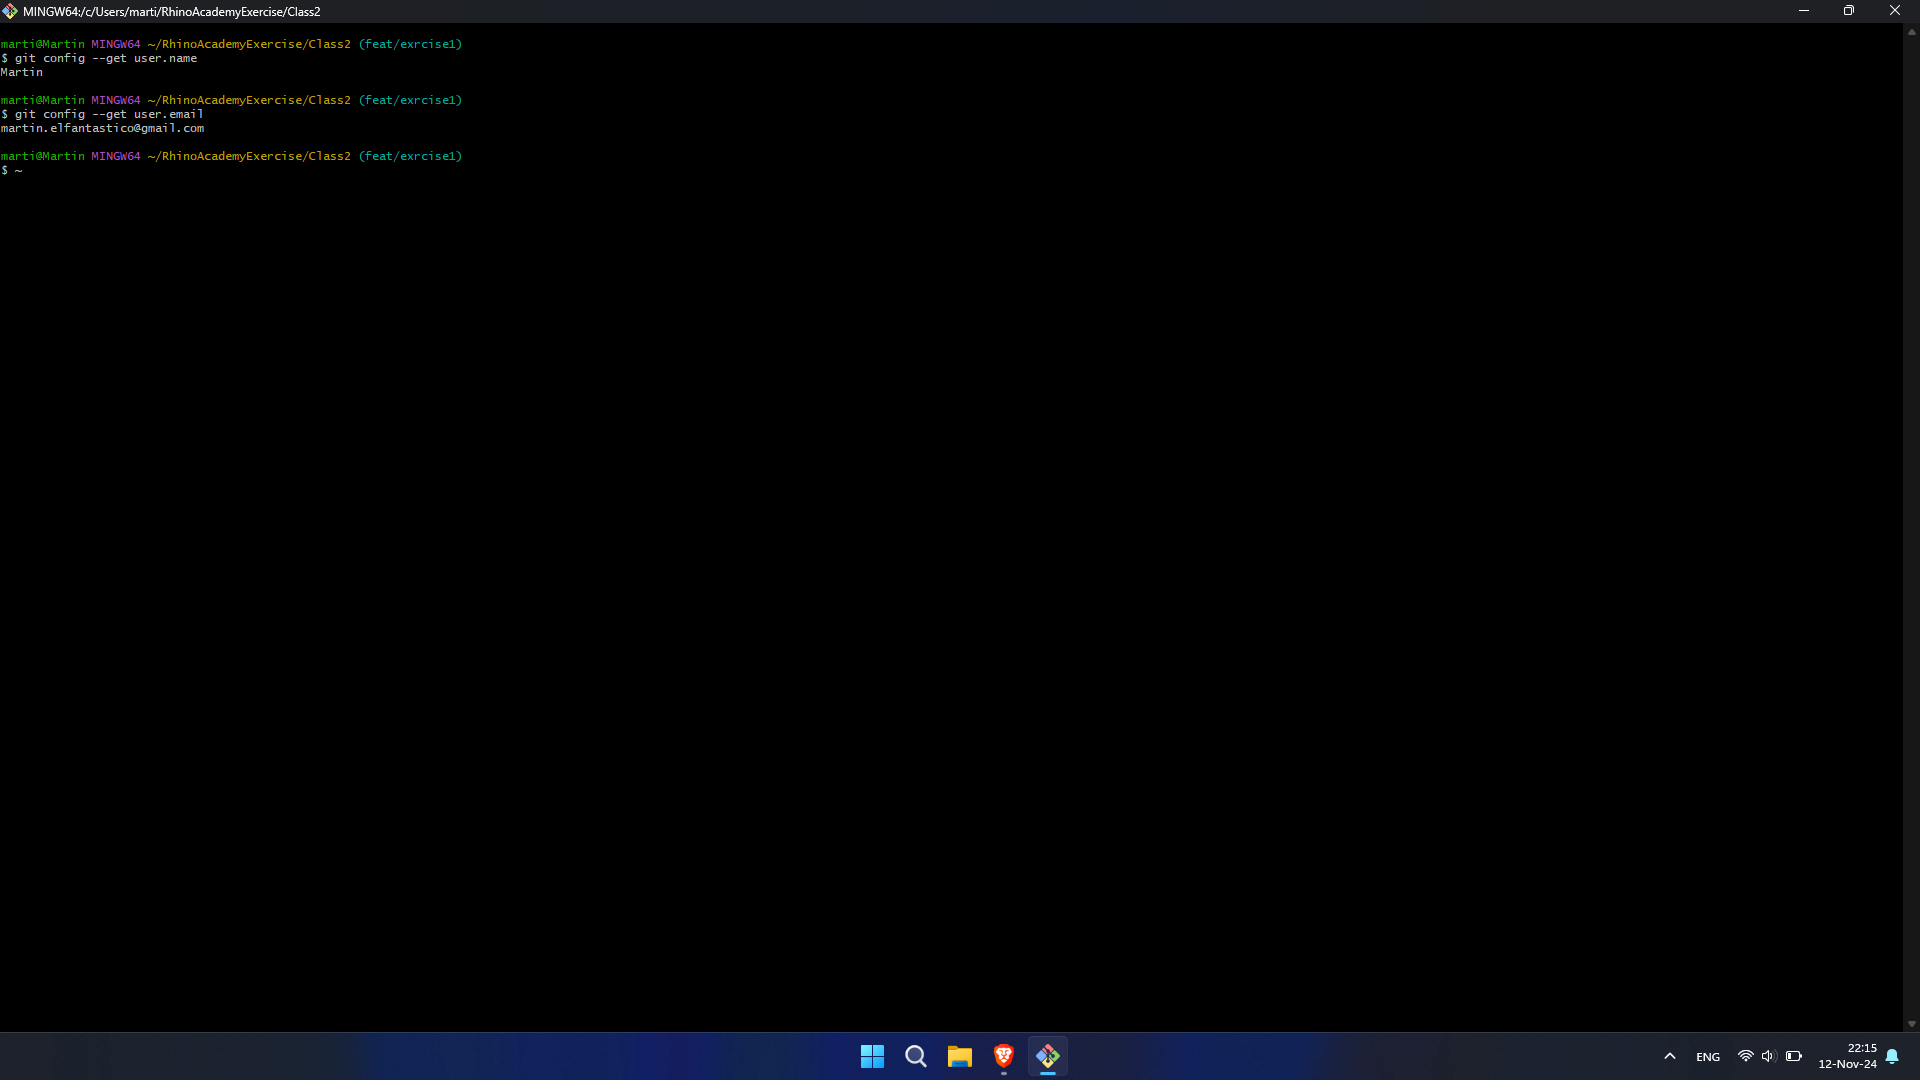 MINGW64:/c/Users/marti/RhinoAcademyExercise/Class2
marti@Martin MINGW64 ~/RhinoAcademyExercise/Class2 (feat/exrcise1)
$ git config --get user.name
Martin
marti@Martin MINGW64 ~/RhinoAcademyExercise/Class2 (feat/exrcise1)
$ git config --get user.email
martin.elfantastico@gmail.com
marti@Martin MINGW64 ~/RhinoAcademyExercise/Class2 (feat/exrcise1)
$ ~
ENG
22:15
12-Nov-24